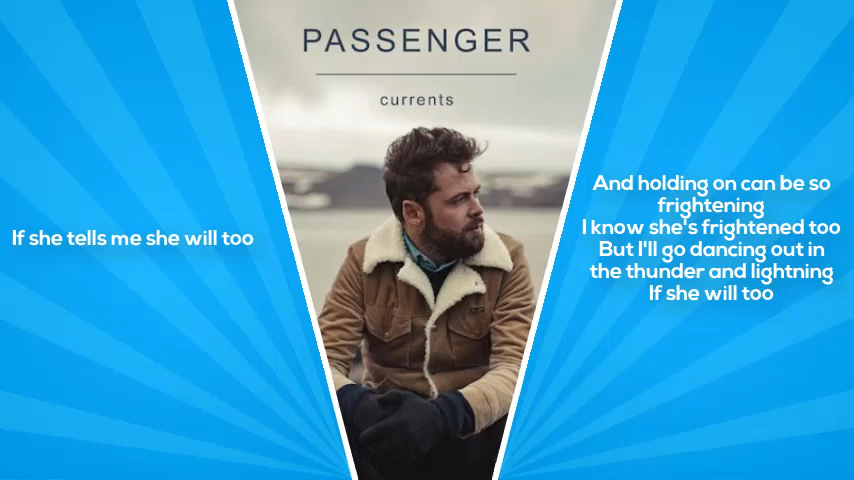 PASSENGER
currents
If she tells me she will too
And holding on can be so
frightening
I know she's frightened too
But I'll go dancing out in
the thunder and lightning
If she will too